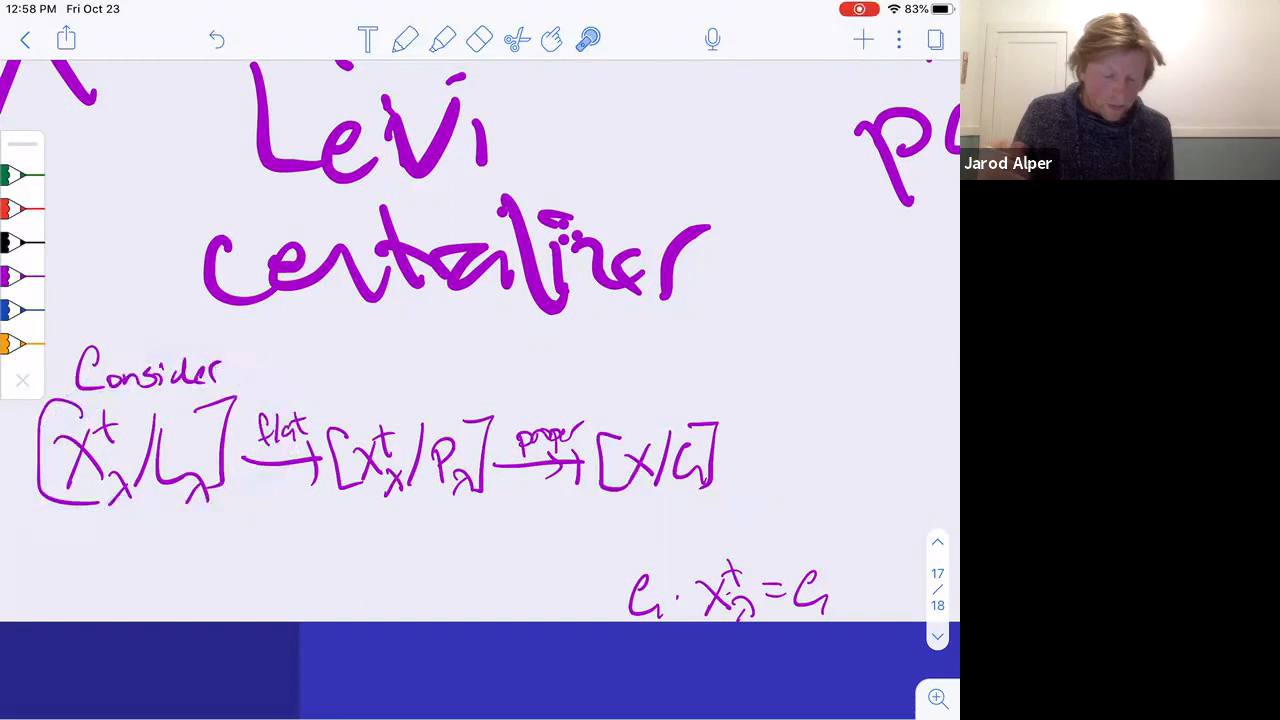 12:58 PM Fri Oct 23
83%
Levi
centralizer
Jarod Alper
Consider
[X⁺_λ/L_λ] —flat→ [X⁺_λ/P_λ] —proper→ [X/G]
G · X⁺_λ = G
17
/
18